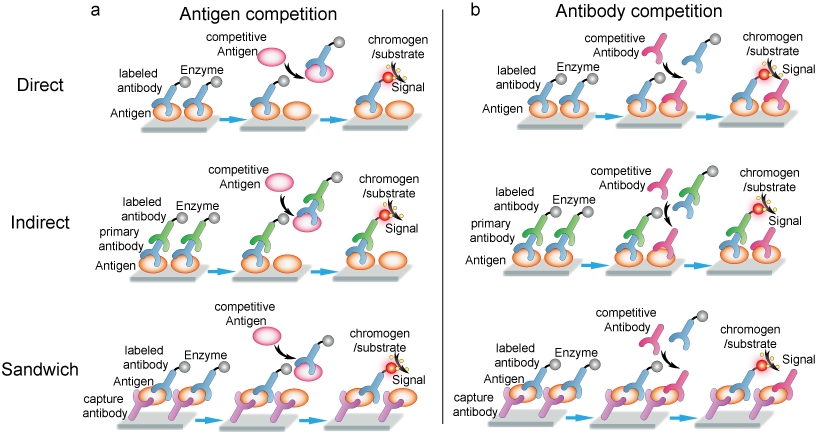 a
Antigen competition
b
Antibody competition
Direct
labeled
antibody
Enzyme
Antigen
competitive
Antigen
chromogen
/substrate
Signal
labeled
antibody
Enzyme
Antigen
competitive
Antibody
chromogen
/substrate
Signal
Indirect
labeled
antibody
Enzyme
primary
antibody
Antigen
competitive
Antigen
chromogen
/substrate
Signal
labeled
antibody
Enzyme
primary
antibody
Antigen
competitive
Antibody
chromogen
/substrate
Signal
Sandwich
labeled
antibody
Enzyme
Antigen
capture
antibody
competitive
Antigen
chromogen
/substrate
Signal
labeled
antibody
Enzyme
Antigen
capture
antibody
competitive
Antibody
chromogen
/substrate
Signal